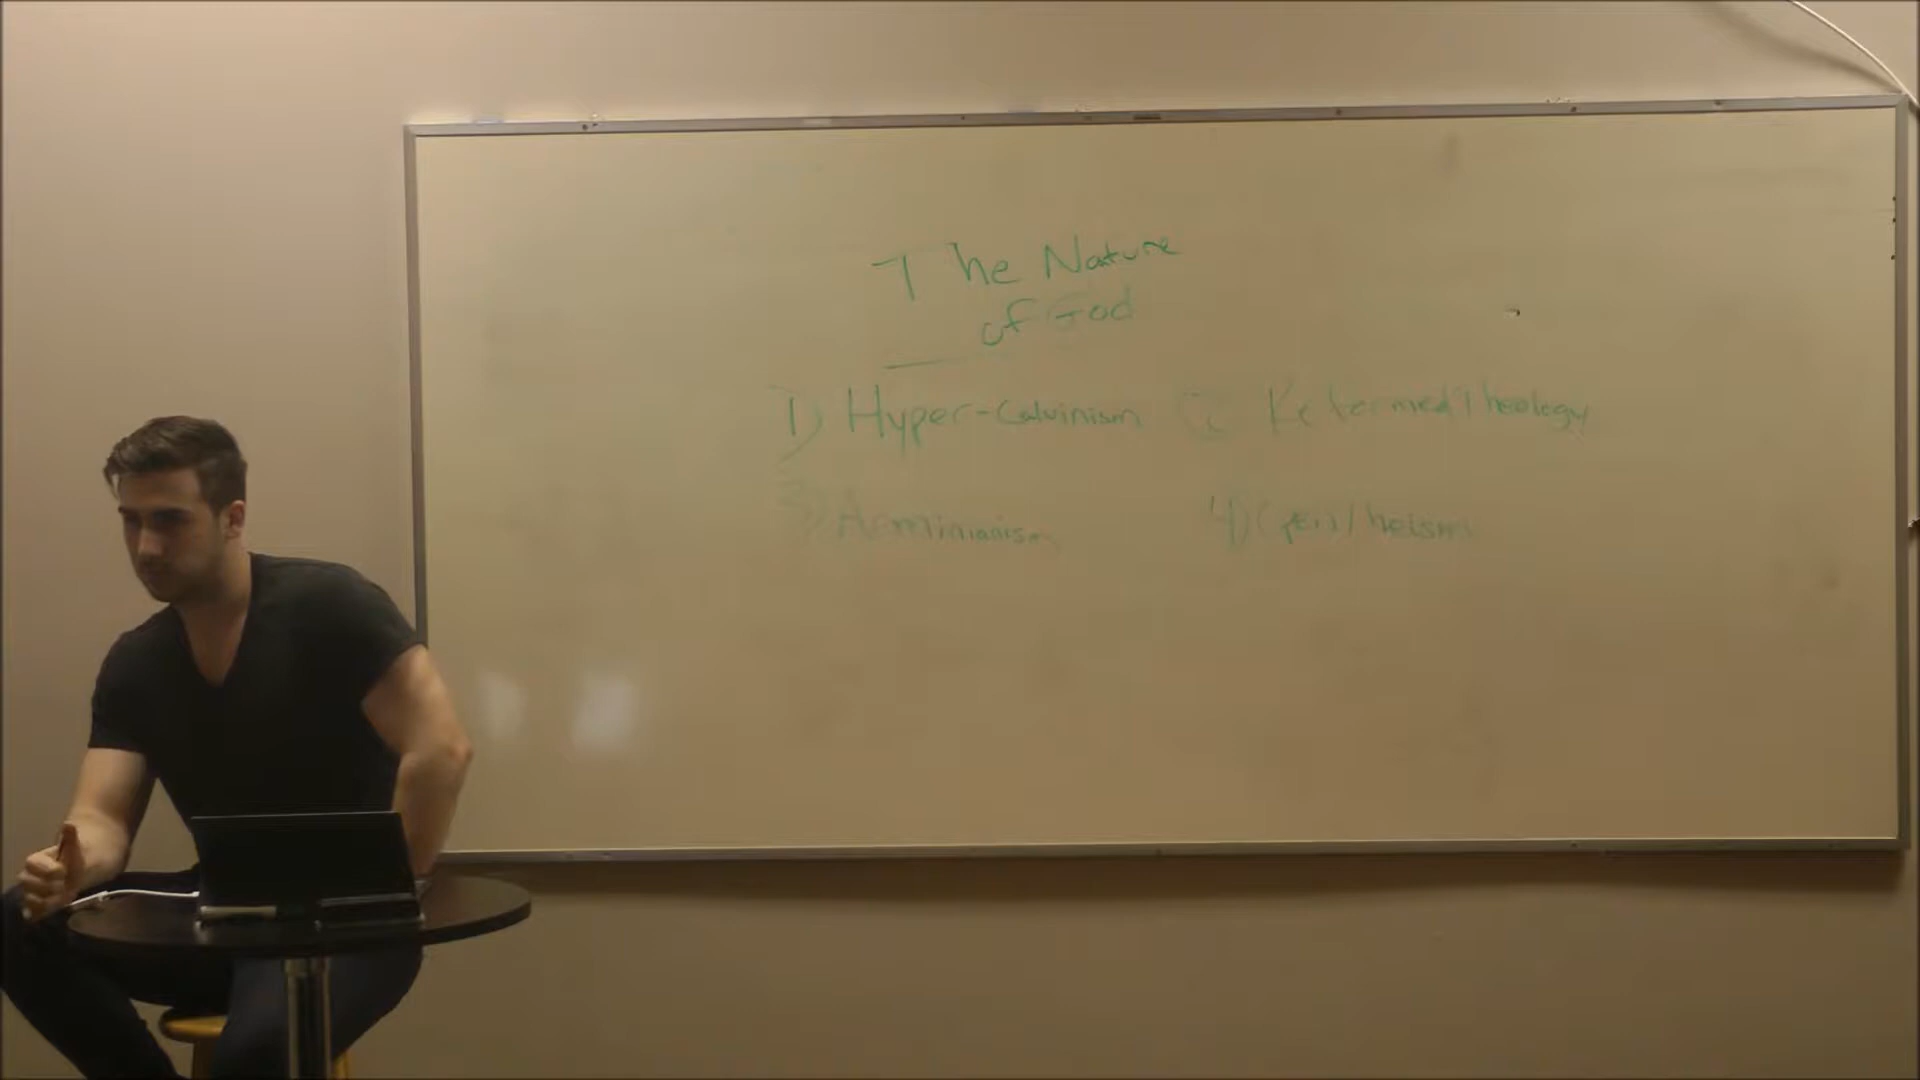 The Nature
of God
1) Hyper-Calvinism 2 Reformed Theology
3) Arminianism 4) Open Theism